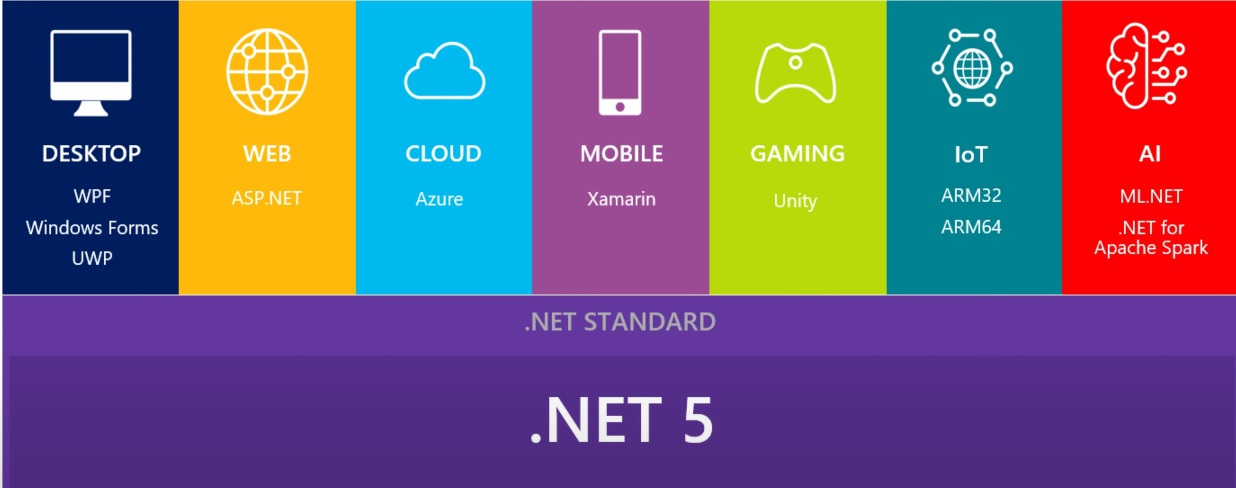 DESKTOP
WPF
Windows Forms
UWP
WEB
ASP.NET
CLOUD
Azure
MOBILE
Xamarin
GAMING
Unity
IoT
ARM32
ARM64
AI
ML.NET
.NET for
Apache Spark
.NET STANDARD
.NET 5